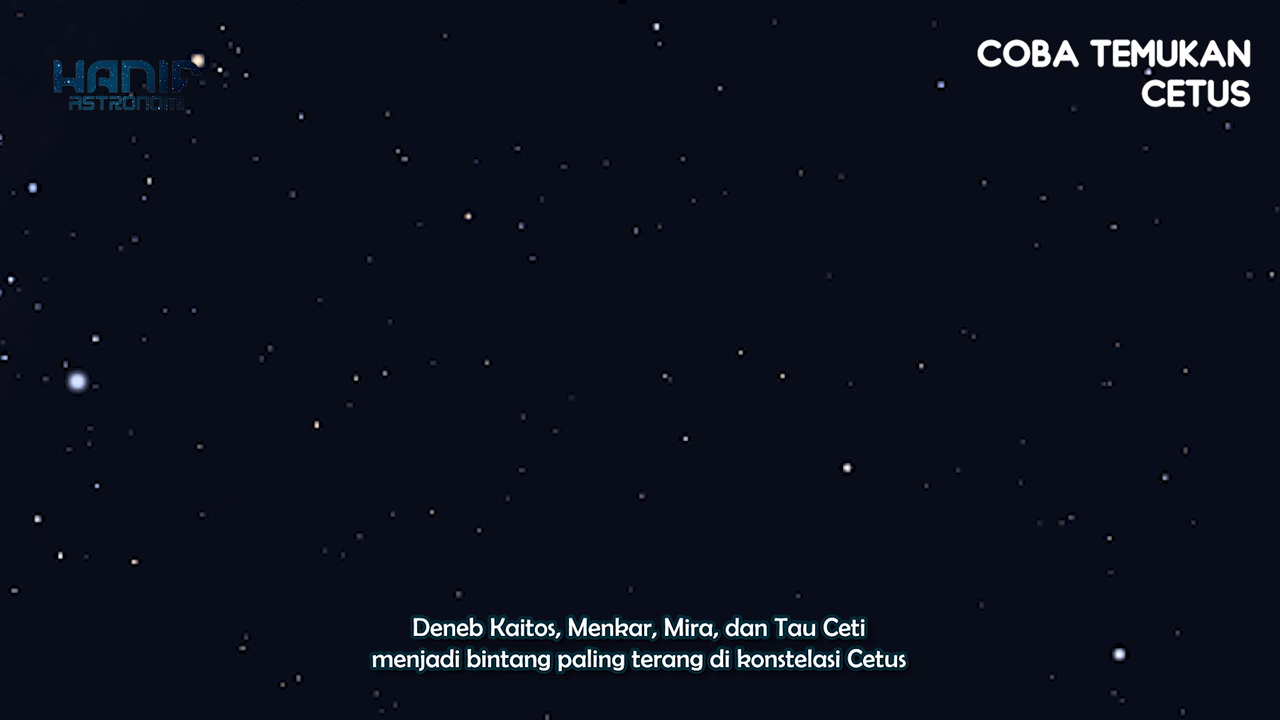 HANIF
ASTRONOMI
COBA TEMUKAN
CETUS
Deneb Kaitos, Menkar, Mira, dan Tau Ceti
menjadi bintang paling terang di konstelasi Cetus